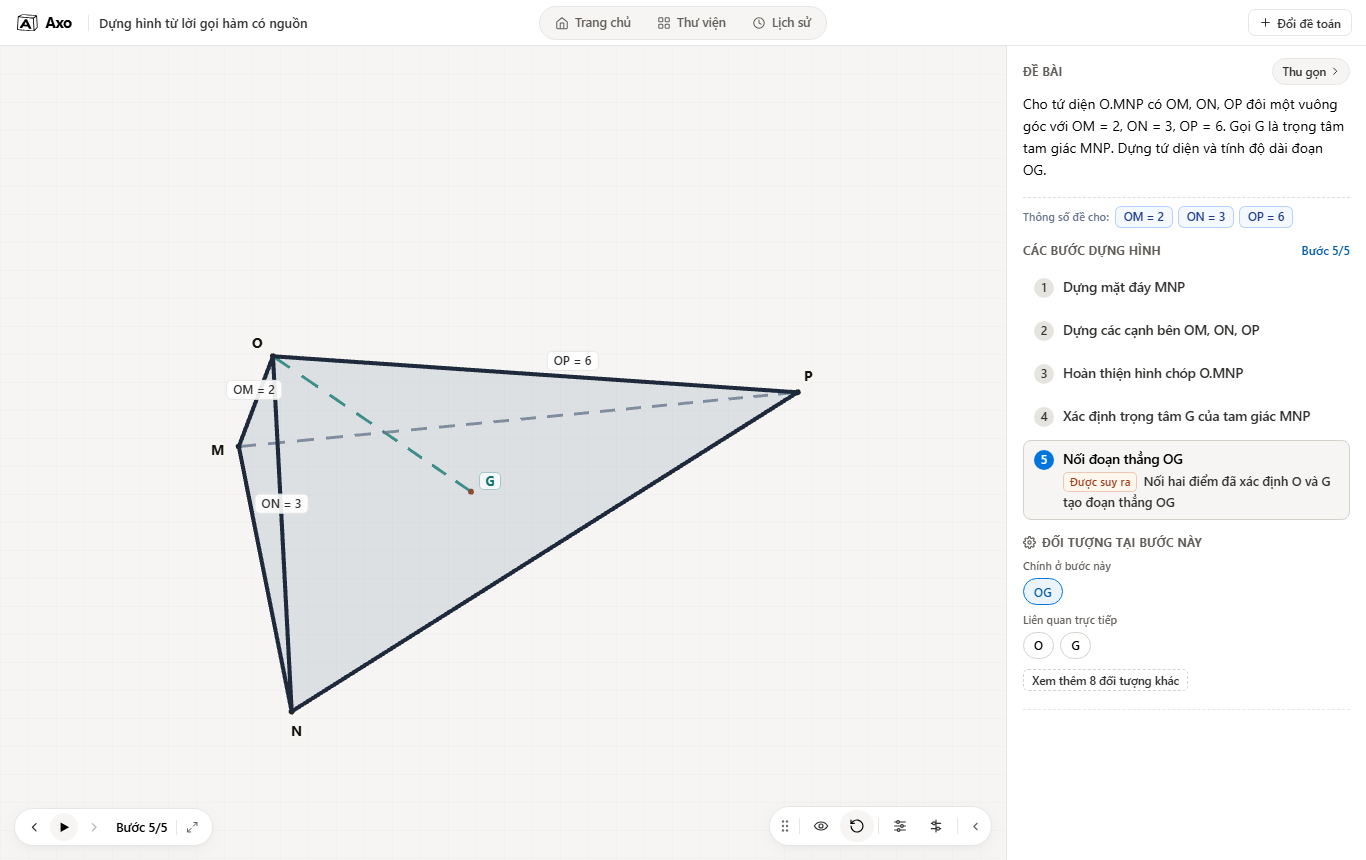 Axo
Dựng hình từ lời gọi hàm có nguồn
Trang chủ
Thư viện
Lịch sử
Đổi đề toán
O
OM = 2
M
ON = 3
N
OP = 6
P
G
Bước 5/5
ĐỀ BÀI
Thu gọn
Cho tứ diện O.MNP có OM, ON, OP đôi một vuông
góc với OM = 2, ON = 3, OP = 6. Gọi G là trọng tâm
tam giác MNP. Dựng tứ diện và tính độ dài đoạn
OG.
Thông số đề cho:
OM = 2
ON = 3
OP = 6
CÁC BƯỚC DỰNG HÌNH
Bước 5/5
1 Dựng mặt đáy MNP
2 Dựng các cạnh bên OM, ON, OP
3 Hoàn thiện hình chóp O.MNP
4 Xác định trọng tâm G của tam giác MNP
5 Nối đoạn thẳng OG
Được suy ra Nối hai điểm đã xác định O và G
tạo đoạn thẳng OG
ĐỐI TƯỢNG TẠI BƯỚC NÀY
Chính ở bước này
OG
Liên quan trực tiếp
O
G
Xem thêm 8 đối tượng khác